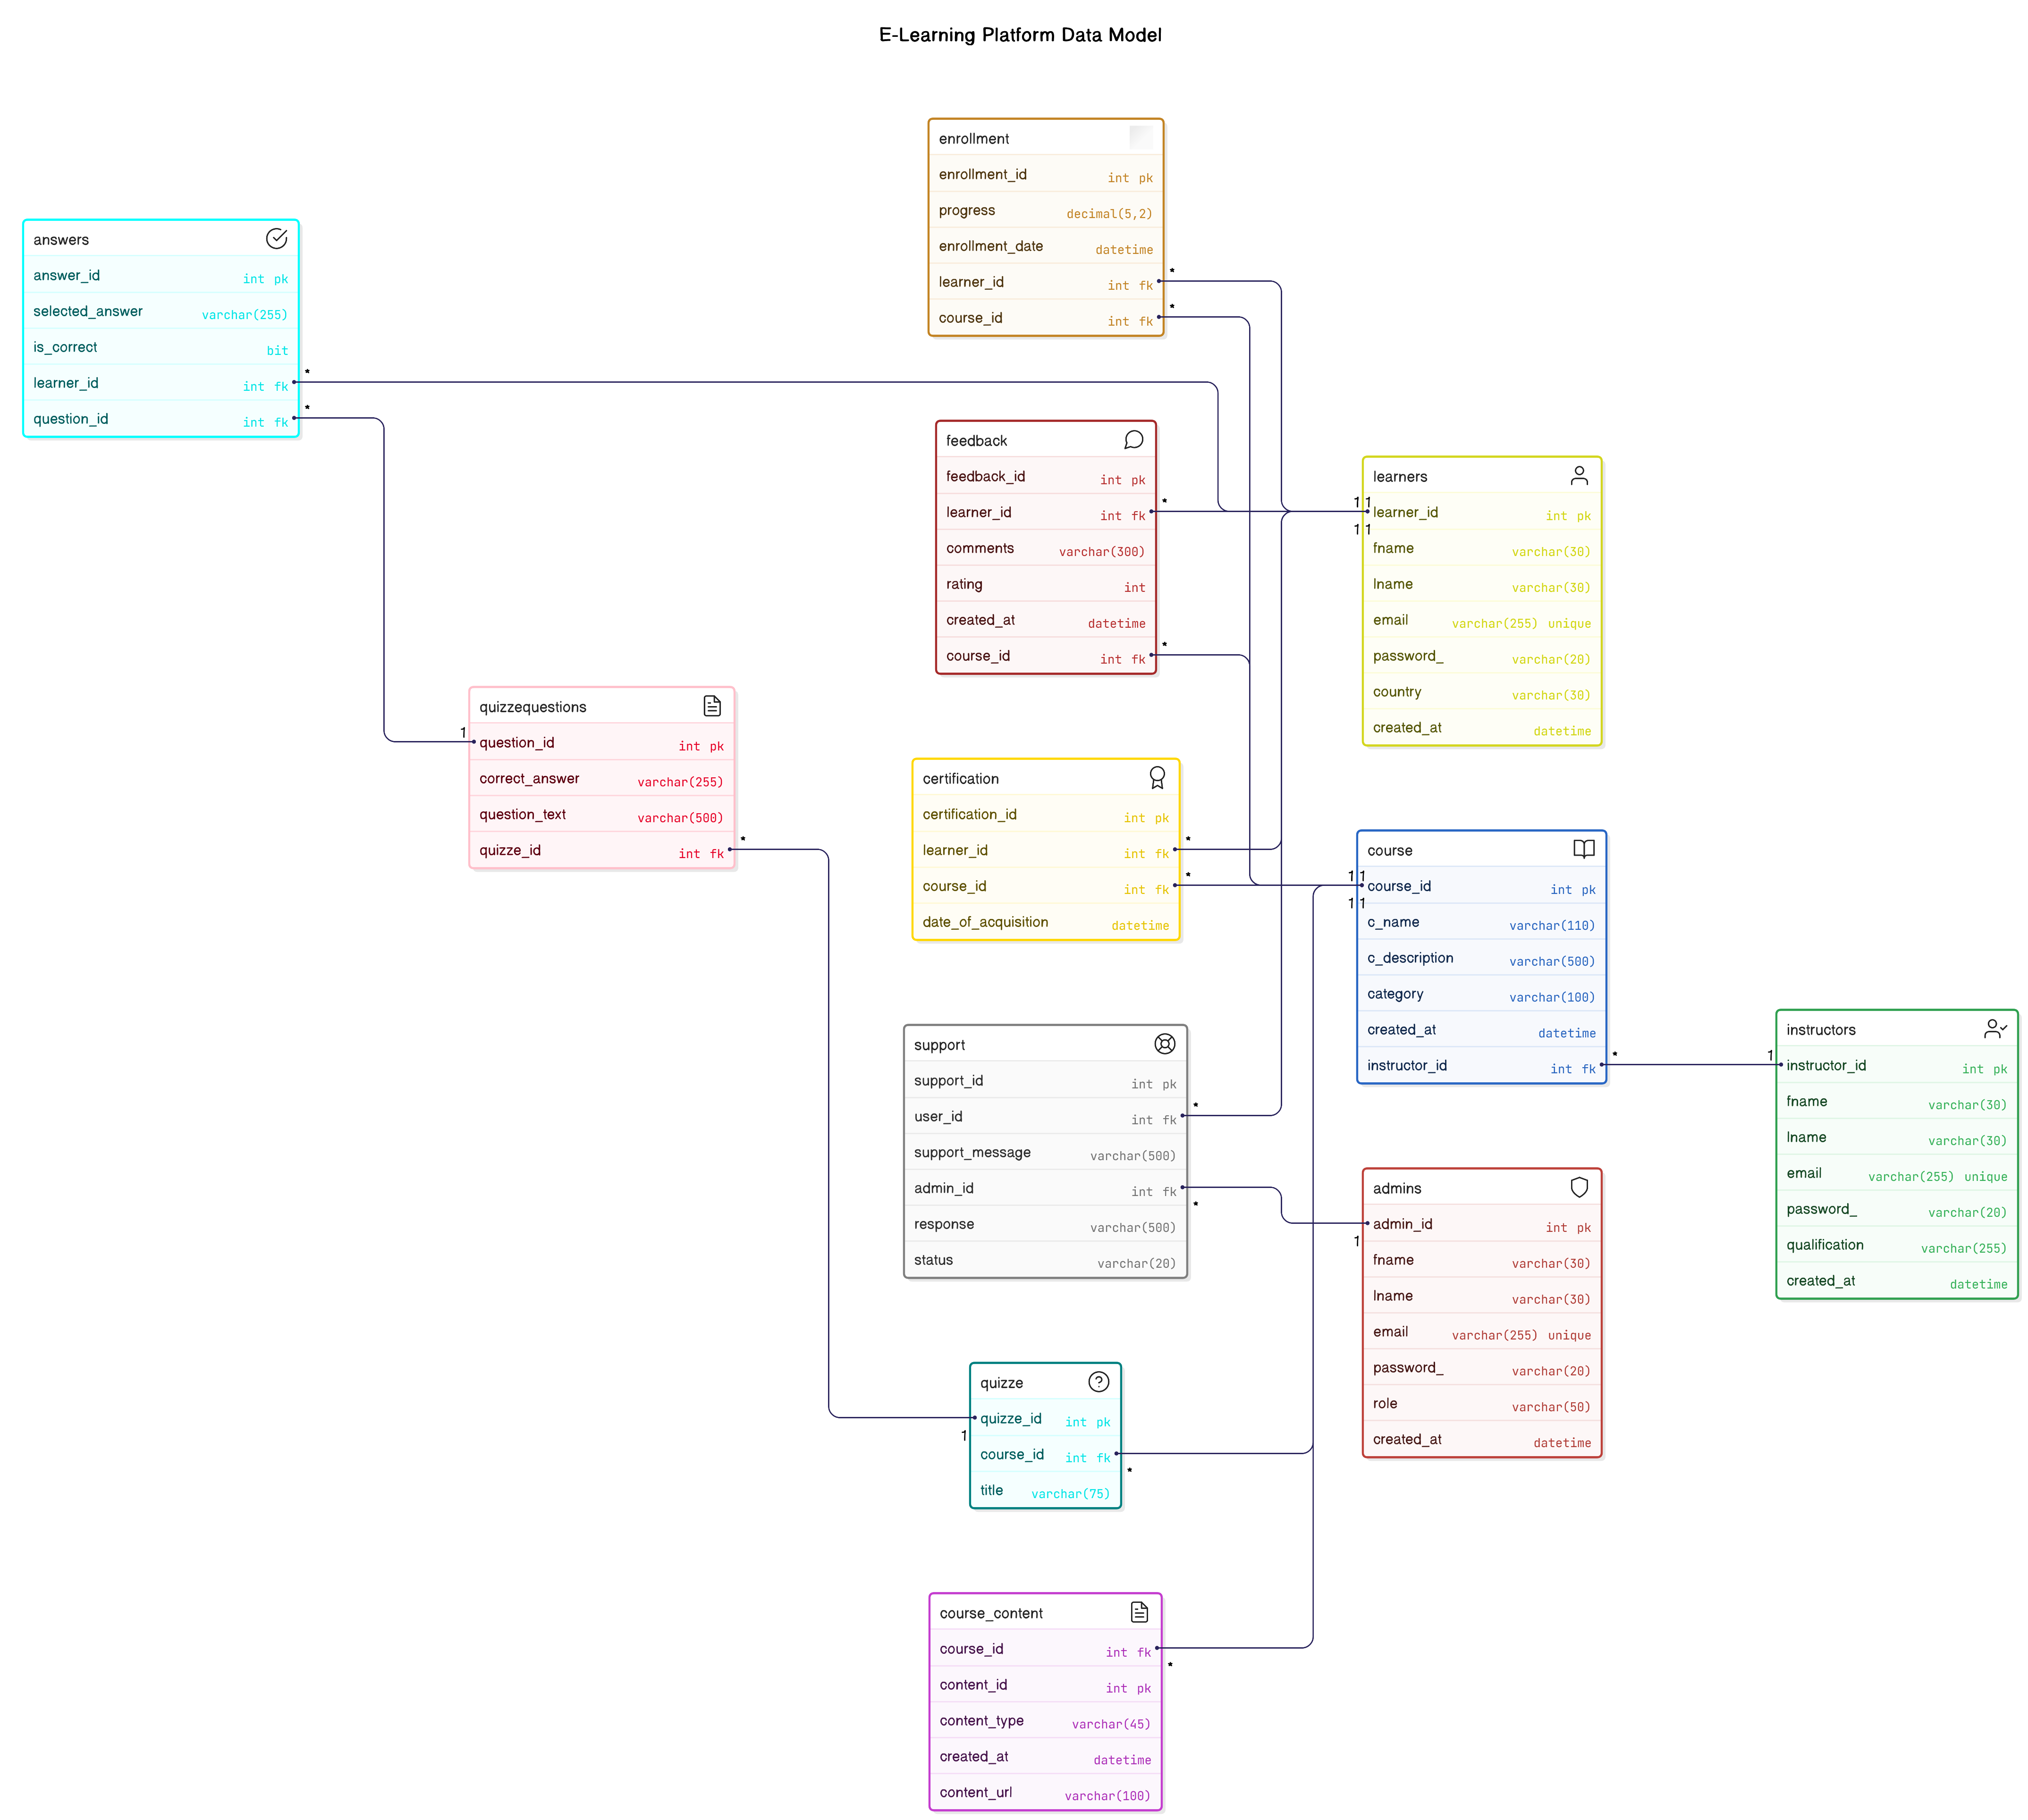 E-Learning Platform Data Model
enrollment
enrollment_id int pk
progress decimal(5,2)
enrollment_date datetime
learner_id int fk *
course_id int fk *
answers
answer_id int pk
selected_answer varchar(255)
is_correct bit
learner_id int fk *
question_id int fk *
feedback
feedback_id int pk
learner_id int fk *
comments varchar(300)
rating int
created_at datetime
course_id int fk *
learners
1 1 learner_id int pk
1 1
fname varchar(30)
lname varchar(30)
email varchar(255) unique
password_ varchar(20)
country varchar(30)
created_at datetime
quizzequestions
1 question_id int pk
correct_answer varchar(255)
question_text varchar(500)
quizze_id int fk *
certification
certification_id int pk
learner_id int fk *
course_id int fk *
date_of_acquisition datetime
course
1 1 course_id int pk
1 1
c_name varchar(110)
c_description varchar(500)
category varchar(100)
created_at datetime
instructor_id int fk *
instructors
1 instructor_id int pk
fname varchar(30)
lname varchar(30)
email varchar(255) unique
password_ varchar(20)
qualification varchar(255)
created_at datetime
support
support_id int pk
user_id int fk *
support_message varchar(500)
admin_id int fk *
response varchar(500)
status varchar(20)
admins
admin_id int pk
1
fname varchar(30)
lname varchar(30)
email varchar(255) unique
password_ varchar(20)
role varchar(50)
created_at datetime
quizze
quizze_id int pk
1
course_id int fk *
title varchar(75)
course_content
course_id int fk *
content_id int pk
content_type varchar(45)
created_at datetime
content_url varchar(100)